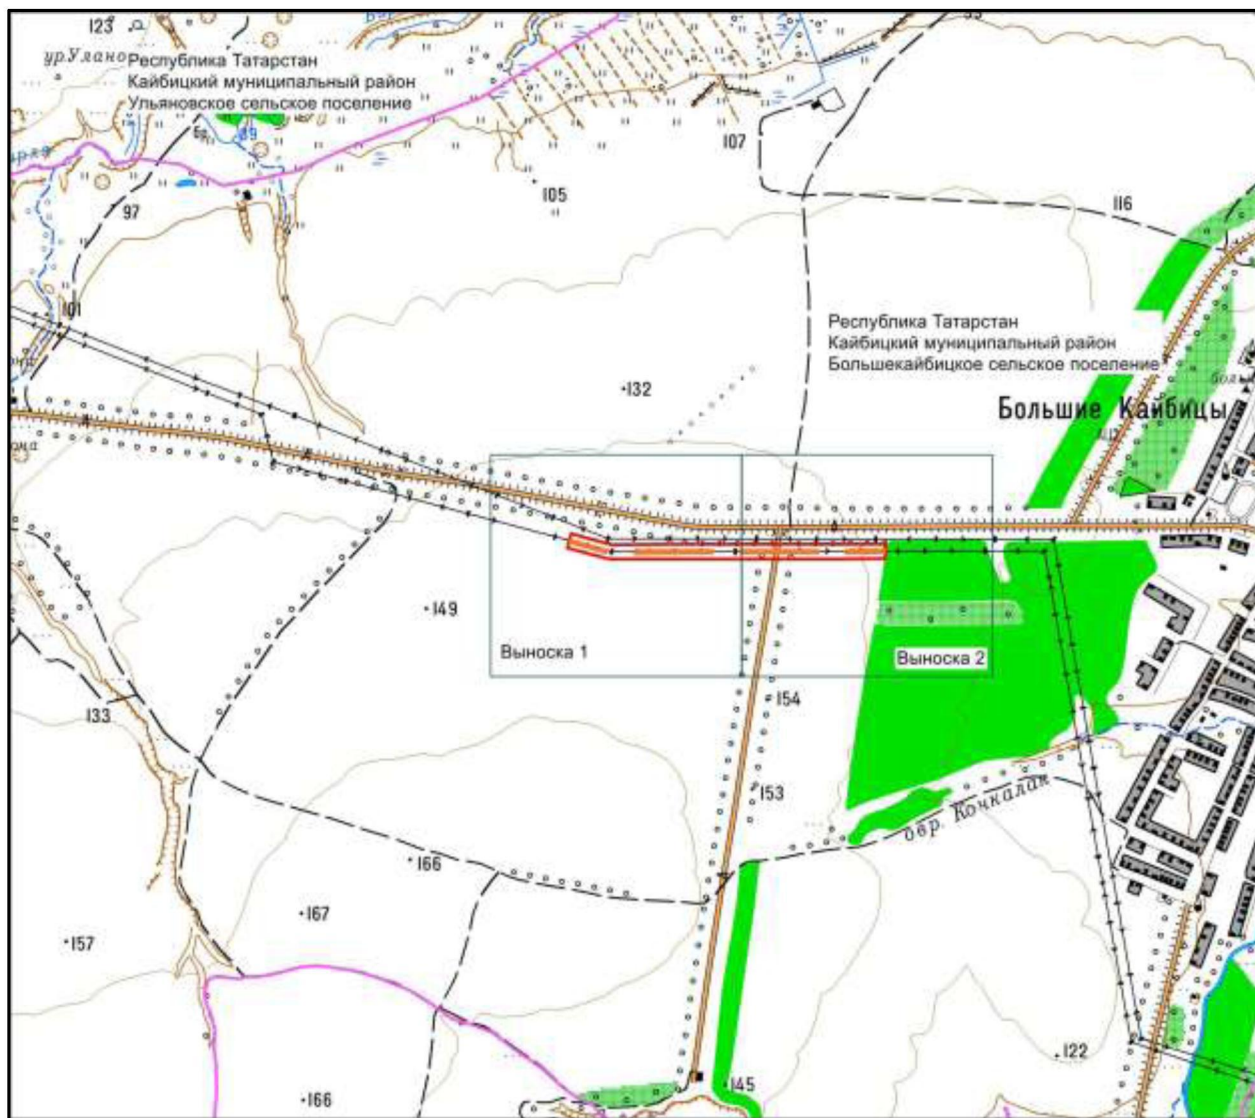 123
ур.Улано
Республика Татарстан
Кайбицкий муниципальный район
Ульяновское сельское поселение
89
107
105
97
116
101
Республика Татарстан
Кайбицкий муниципальный район
Большекайбицкое сельское поселение
132
Большие Кайбицы
149
Выноска 1
Выноска 2
154
133
153
овр. Кочкалак
166
167
157
122
145
166